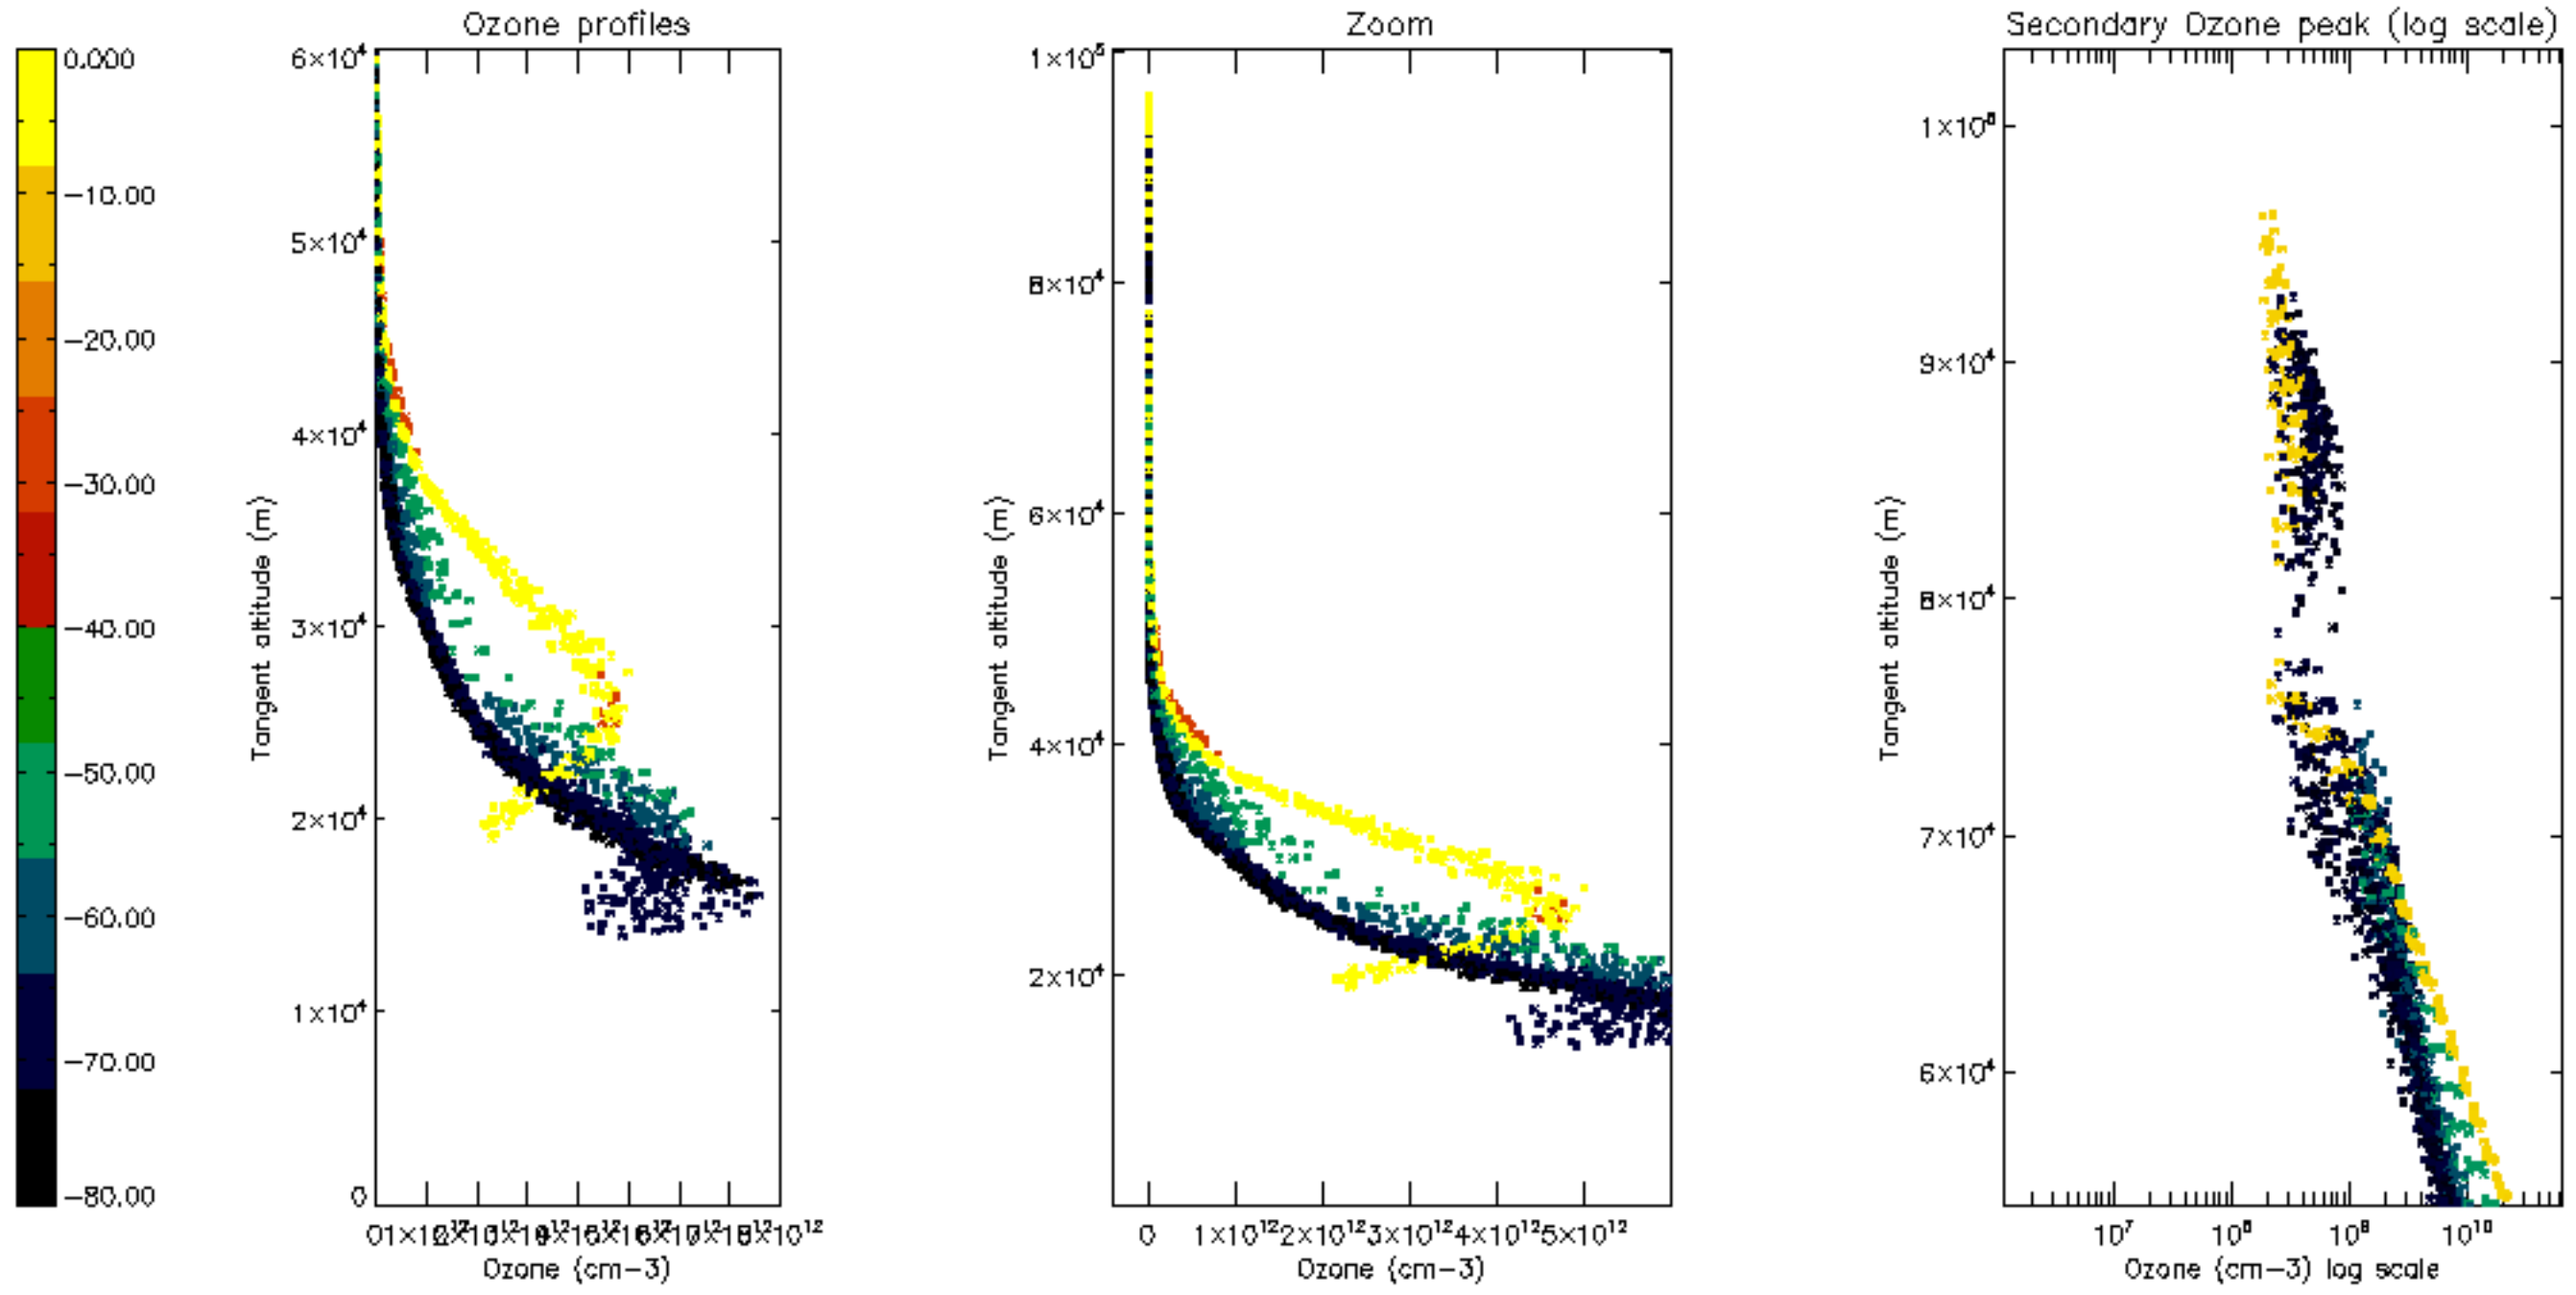 Ozone profiles
Zoom
Secondary Ozone peak (log scale)
0.000
-10.00
-20.00
-30.00
-40.00
-50.00
-60.00
-70.00
-80.00
6×10⁴
5×10⁴
4×10⁴
3×10⁴
2×10⁴
1×10⁴
0
Tangent altitude (m)
Ozone (cm-3)
1×10⁵
8×10⁴
6×10⁴
4×10⁴
2×10⁴
Tangent altitude (m)
0 1×10¹² 2×10¹² 3×10¹² 4×10¹² 5×10¹²
Ozone (cm-3)
1×10⁵
9×10⁴
8×10⁴
7×10⁴
6×10⁴
Tangent altitude (m)
10⁷ 10⁸ 10⁹ 10¹⁰
Ozone (cm-3) log scale